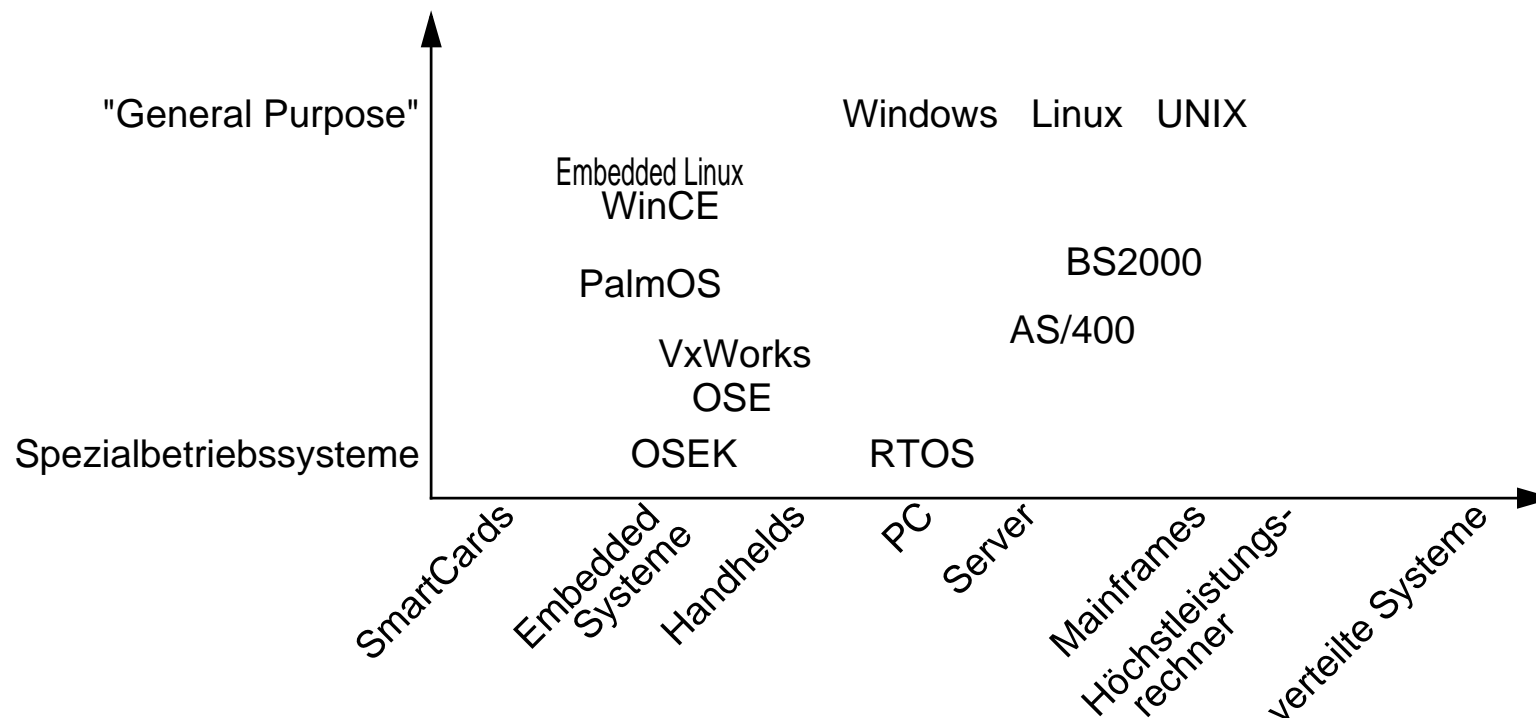 "General Purpose"
Windows Linux UNIX
Embedded Linux
WinCE
BS2000
PalmOS
AS/400
VxWorks
OSE
Spezialbetriebssysteme
OSEK
RTOS
SmartCards
Embedded
Systeme
Handhelds
PC
Server
Mainframes
Höchstleistungs-
rechner
verteilte Systeme